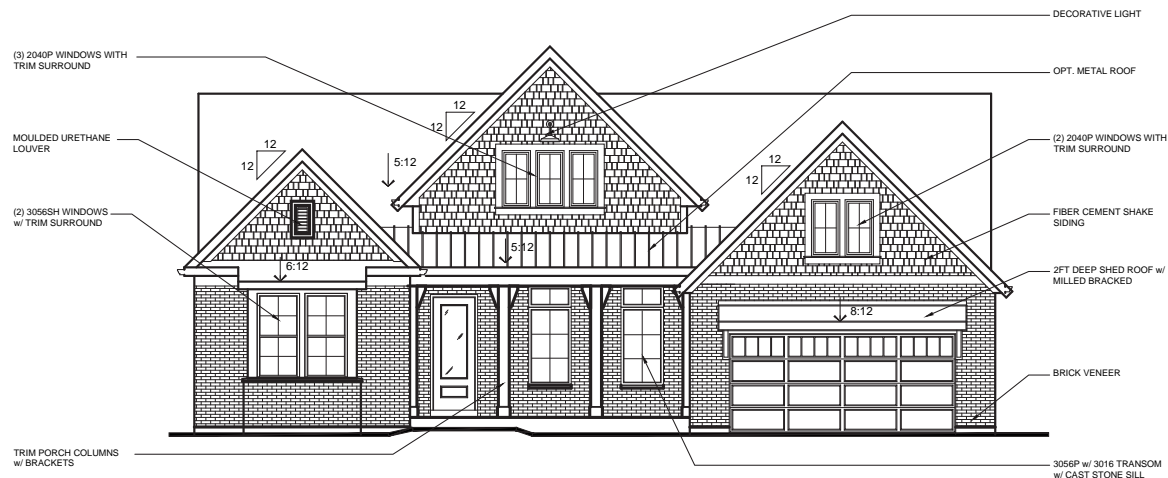 DECORATIVE LIGHT
(3) 2040P WINDOWS WITH
TRIM SURROUND
OPT. METAL ROOF
12
12
MOULDED URETHANE
LOUVER
(2) 2040P WINDOWS WITH
TRIM SURROUND
12
12
5:12
12
12
(2) 3056SH WINDOWS
w/ TRIM SURROUND
FIBER CEMENT SHAKE
SIDING
5:12
6:12
2FT DEEP SHED ROOF w/
MILLED BRACKED
8:12
BRICK VENEER
TRIM PORCH COLUMNS
w/ BRACKETS
3056P w/ 3016 TRANSOM
w/ CAST STONE SILL